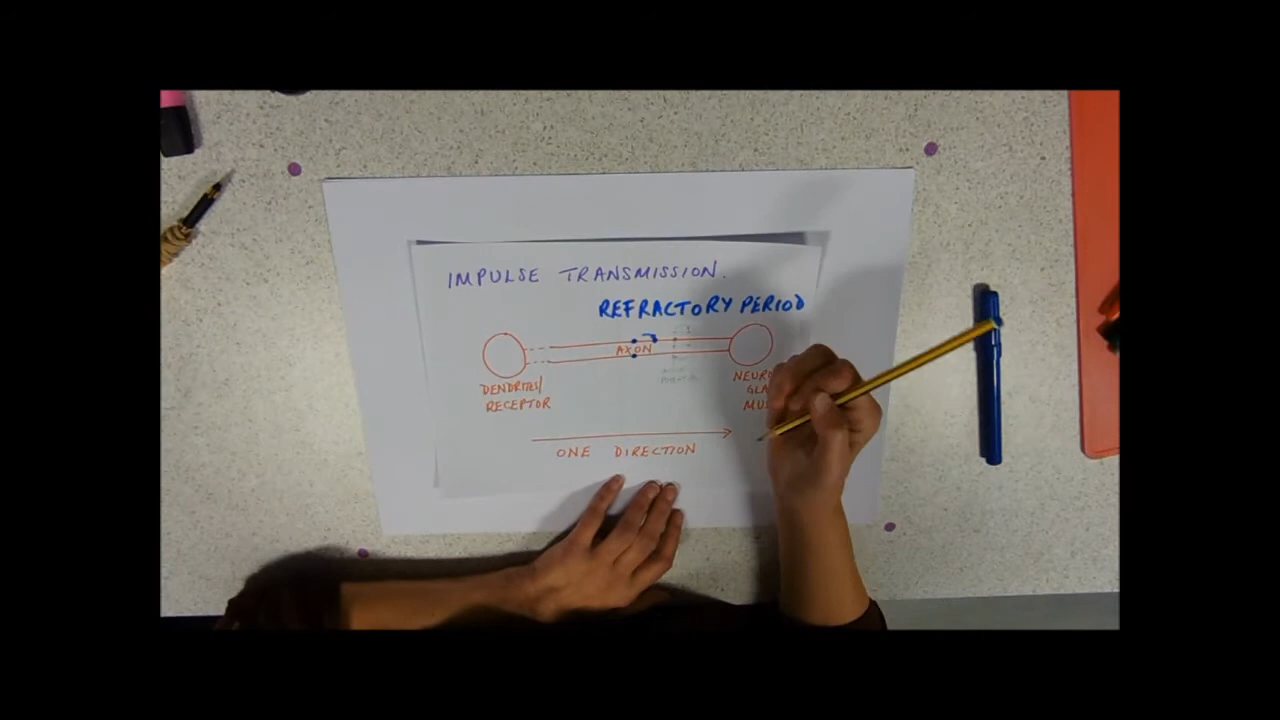 IMPULSE TRANSMISSION.
REFRACTORY PERIOD
AXON
DENDRITES/
RECEPTOR
ONE DIRECTION